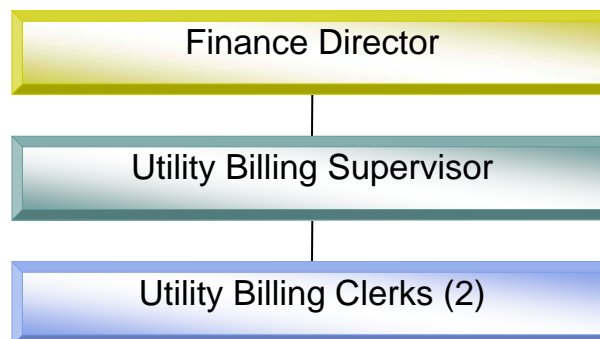 Finance Director
Utility Billing Supervisor
Utility Billing Clerks (2)